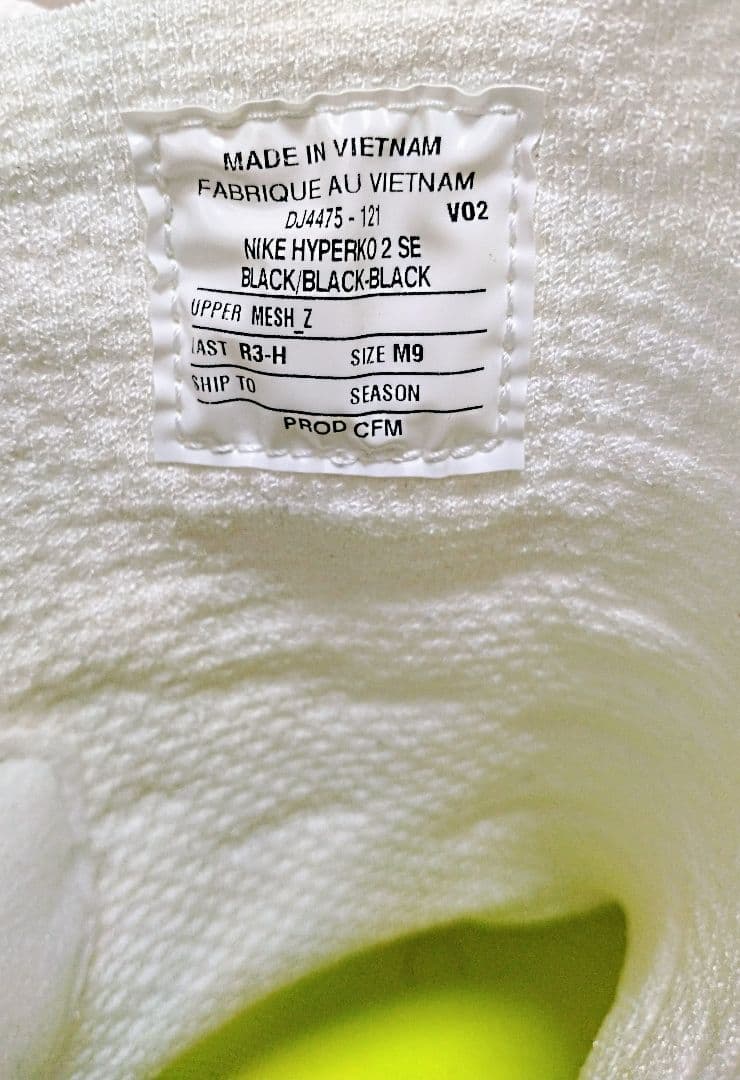 MADE IN VIETNAM
FABRIQUE AU VIETNAM
DJ4475 - 121 V02
NIKE HYPERKO 2 SE
BLACK/BLACK-BLACK
UPPER MESH_Z
LAST R3-H SIZE M9
SHIP TO SEASON
PROD CFM